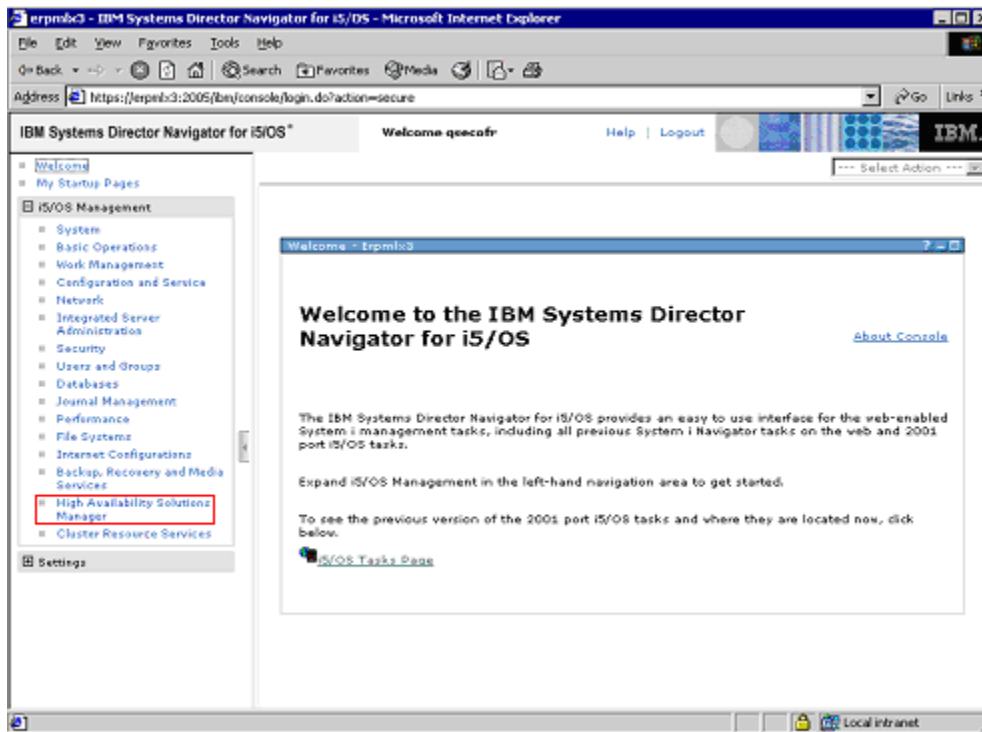 erpmlx3 - IBM Systems Director Navigator for i5/OS - Microsoft Internet Explorer
File Edit View Favorites Tools Help
Back Search Favorites Media
Address https://erpmlx3:2005/ibm/console/login.do?action=secure Go Links
IBM Systems Director Navigator for i5/OS® Welcome qsecofr Help | Logout IBM.
Welcome
My Startup Pages
--- Select Action ---
i5/OS Management
System
Basic Operations
Work Management
Configuration and Service
Network
Integrated Server
Administration
Security
Users and Groups
Databases
Journal Management
Performance
File Systems
Internet Configurations
Backup, Recovery and Media
Services
High Availability Solutions
Manager
Cluster Resource Services
Settings
Welcome - Erpmlx3 ? –
Welcome to the IBM Systems Director
Navigator for i5/OS
About Console
The IBM Systems Director Navigator for i5/OS provides an easy to use interface for the web-enabled
System i management tasks, including all previous System i Navigator tasks on the web and 2001
port i5/OS tasks.
Expand i5/OS Management in the left-hand navigation area to get started.
To see the previous version of the 2001 port i5/OS tasks and where they are located now, click
below.
i5/OS Tasks Page
Local intranet